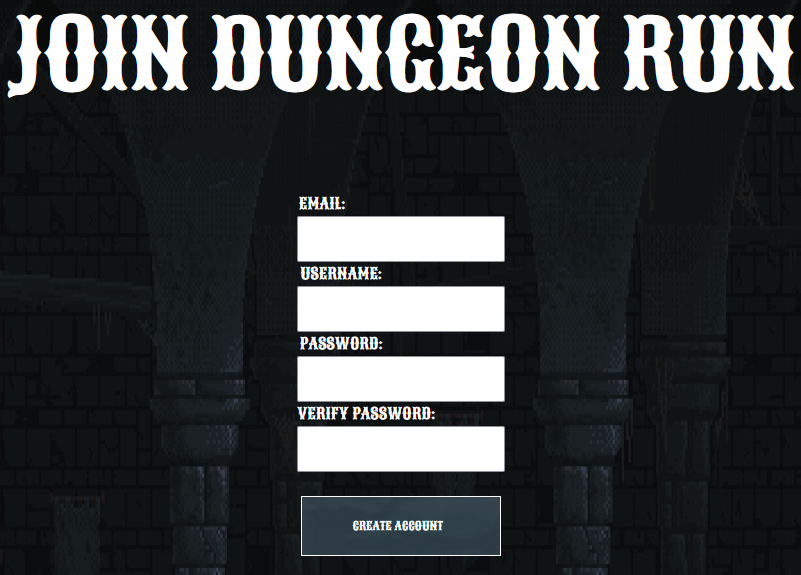 JOIN DUNGEON RUN
EMAIL:
USERNAME:
PASSWORD:
VERIFY PASSWORD:
CREATE ACCOUNT